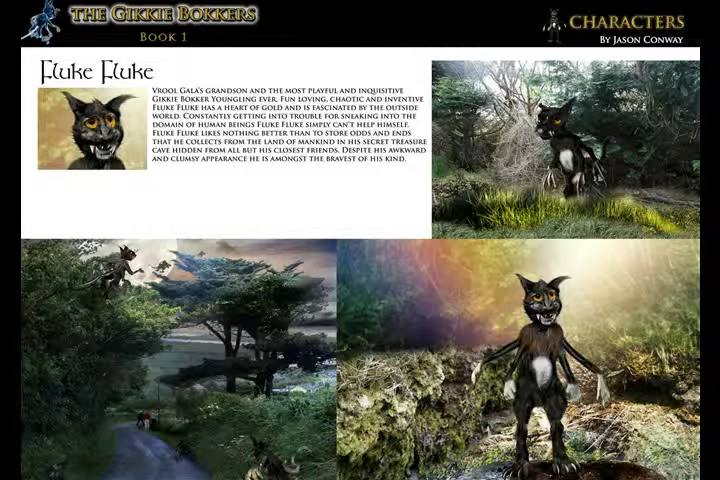 THE GIKKIE BOKKERS
BOOK 1
CHARACTERS
BY JASON CONWAY
Fluke Fluke
VROOL GALA'S GRANDSON AND THE MOST PLAYFUL AND INQUISITIVE
GIKKIE BOKKER YOUNGLING EVER. FUN LOVING, CHAOTIC AND INVENTIVE
FLUKE FLUKE HAS A HEART OF GOLD AND IS FASCINATED BY THE OUTSIDE
WORLD. CONSTANTLY GETTING INTO TROUBLE FOR SNEAKING INTO THE
DOMAIN OF HUMAN BEINGS FLUKE FLUKE SIMPLY CAN'T HELP HIMSELF.
FLUKE FLUKE LIKES NOTHING BETTER THAN TO STORE ODDS AND ENDS
THAT HE COLLECTS FROM THE LAND OF MANKIND IN HIS SECRET TREASURE
CAVE HIDDEN FROM ALL BUT HIS CLOSEST FRIENDS. DESPITE HIS AWKWARD
AND CLUMSY APPEARANCE HE IS AMONGST THE BRAVEST OF HIS KIND.